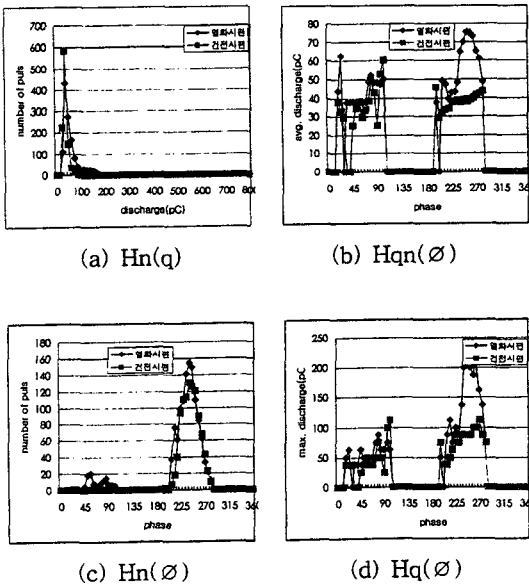 700
600
500
400
300
200
100
0
number of puls
열화시편
건전시편
0 100 200 300 400 500 600 700 80
discharge(pC)
(a) Hn(q)
80
70
60
50
40
30
20
10
0
avg. discharge(pC
열화시편
건전시편
0 45 90 135 180 225 270 315 36
phase
(b) Hqn(∅)
180
160
140
120
100
80
60
40
20
0
number of puls
열화시편
건전시편
0 45 90 135 180 225 270 315 360
phase
(c) Hn(∅)
250
200
150
100
50
0
max. discharge(pC
열화시편
건전시편
0 45 90 135 180 225 270 315 36
phase
(d) Hq(∅)